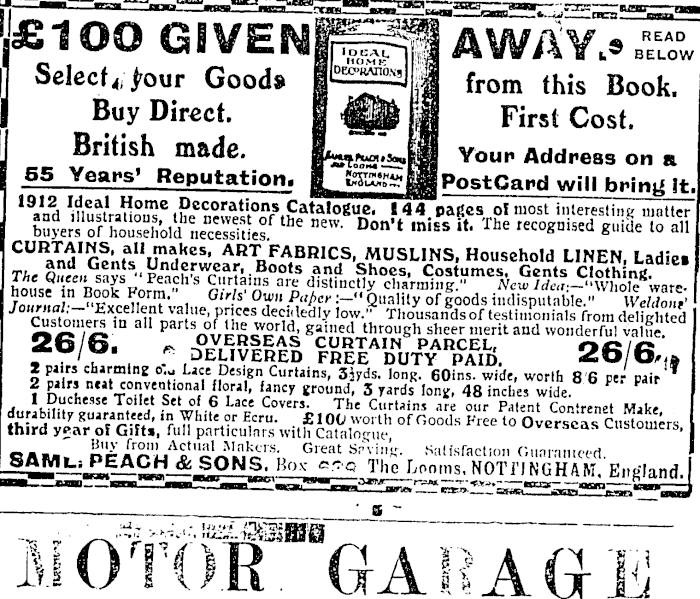 £100 GIVEN AWAY. READ BELOW
Select your Goods
Buy Direct.
British made.
55 Years' Reputation.
IDEAL
HOME
DECORATIONS
SAML. PEACH & SONS
THE LOOMS
NOTTINGHAM
ENGLAND
from this Book.
First Cost.
Your Address on a
PostCard will bring it.
1912 Ideal Home Decorations Catalogue. 144 pages of most interesting matter
and illustrations, the newest of the new. Don't miss it. The recognised guide to all
buyers of household necessities.
CURTAINS, all makes, ART FABRICS, MUSLINS, Household LINEN, Ladies
and Gents Underwear, Boots and Shoes, Costumes, Gents Clothing.
The Queen says "Peach's Curtains are distinctly charming." New Idea:—"Whole ware-
house in Book Form." Girls' Own Paper:—"Quality of goods indisputable." Weldons'
Journal:—"Excellent value, prices decidedly low." Thousands of testimonials from delighted
Customers in all parts of the world, gained through sheer merit and wonderful value.
26/6. OVERSEAS CURTAIN PARCEL, 26/6.
DELIVERED FREE DUTY PAID.
2 pairs charming old Lace Design Curtains, 3½yds. long. 60ins. wide, worth 8/6 per pair
2 pairs neat conventional floral, fancy ground, 3 yards long, 48 inches wide.
1 Duchesse Toilet Set of 6 Lace Covers. The Curtains are our Patent Contrenet Make,
durability guaranteed, in White or Ecru. £100 worth of Goods Free to Overseas Customers,
third year of Gifts, full particulars with Catalogue,
Buy from Actual Makers. Great Saving. Satisfaction Guaranteed.
SAML. PEACH & SONS, Box The Looms, NOTTINGHAM, England.
MOTOR GARAGE